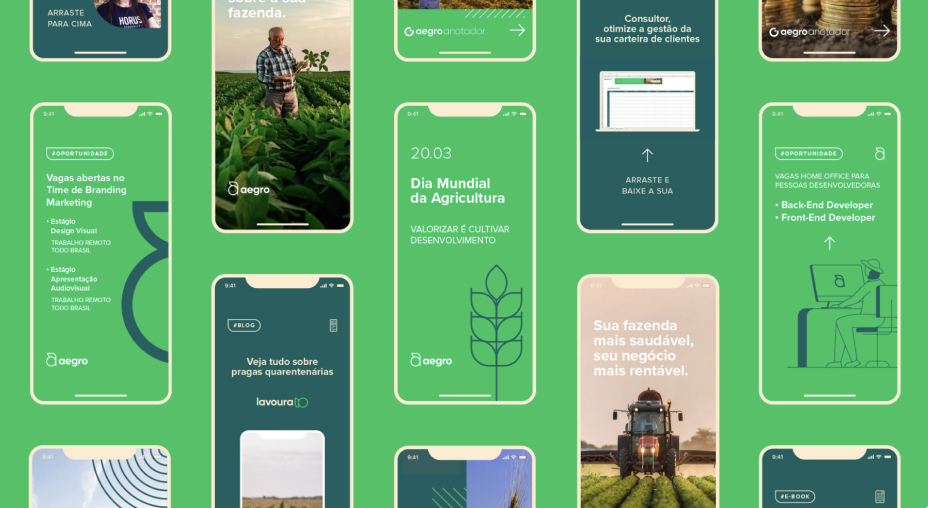 ARRASTE
PARA CIMA
HORUS
fazenda.
aegro
aegroanotador
Consultor,
otimize a gestão da
sua carteira de clientes
ARRASTE E
BAIXE A SUA
aegroanotador
9:41
#OPORTUNIDADE
Vagas abertas no
Time de Branding
Marketing
• Estágio
Design Visual
TRABALHO REMOTO
TODO BRASIL
• Estágio
Apresentação
Audiovisual
TRABALHO REMOTO
TODO BRASIL
aegro
9:41
#BLOG
Veja tudo sobre
pragas quarentenárias
lavoura10
9:41
20.03
Dia Mundial
da Agricultura
VALORIZAR É CULTIVAR
DESENVOLVIMENTO
aegro
9:41
Sua fazenda
mais saudável,
seu negócio
mais rentável.
9:41
#OPORTUNIDADE
VAGAS HOME OFFICE PARA
PESSOAS DESENVOLVEDORAS
• Back-End Developer
• Front-End Developer
9:41
9:41
9:41
#E-BOOK